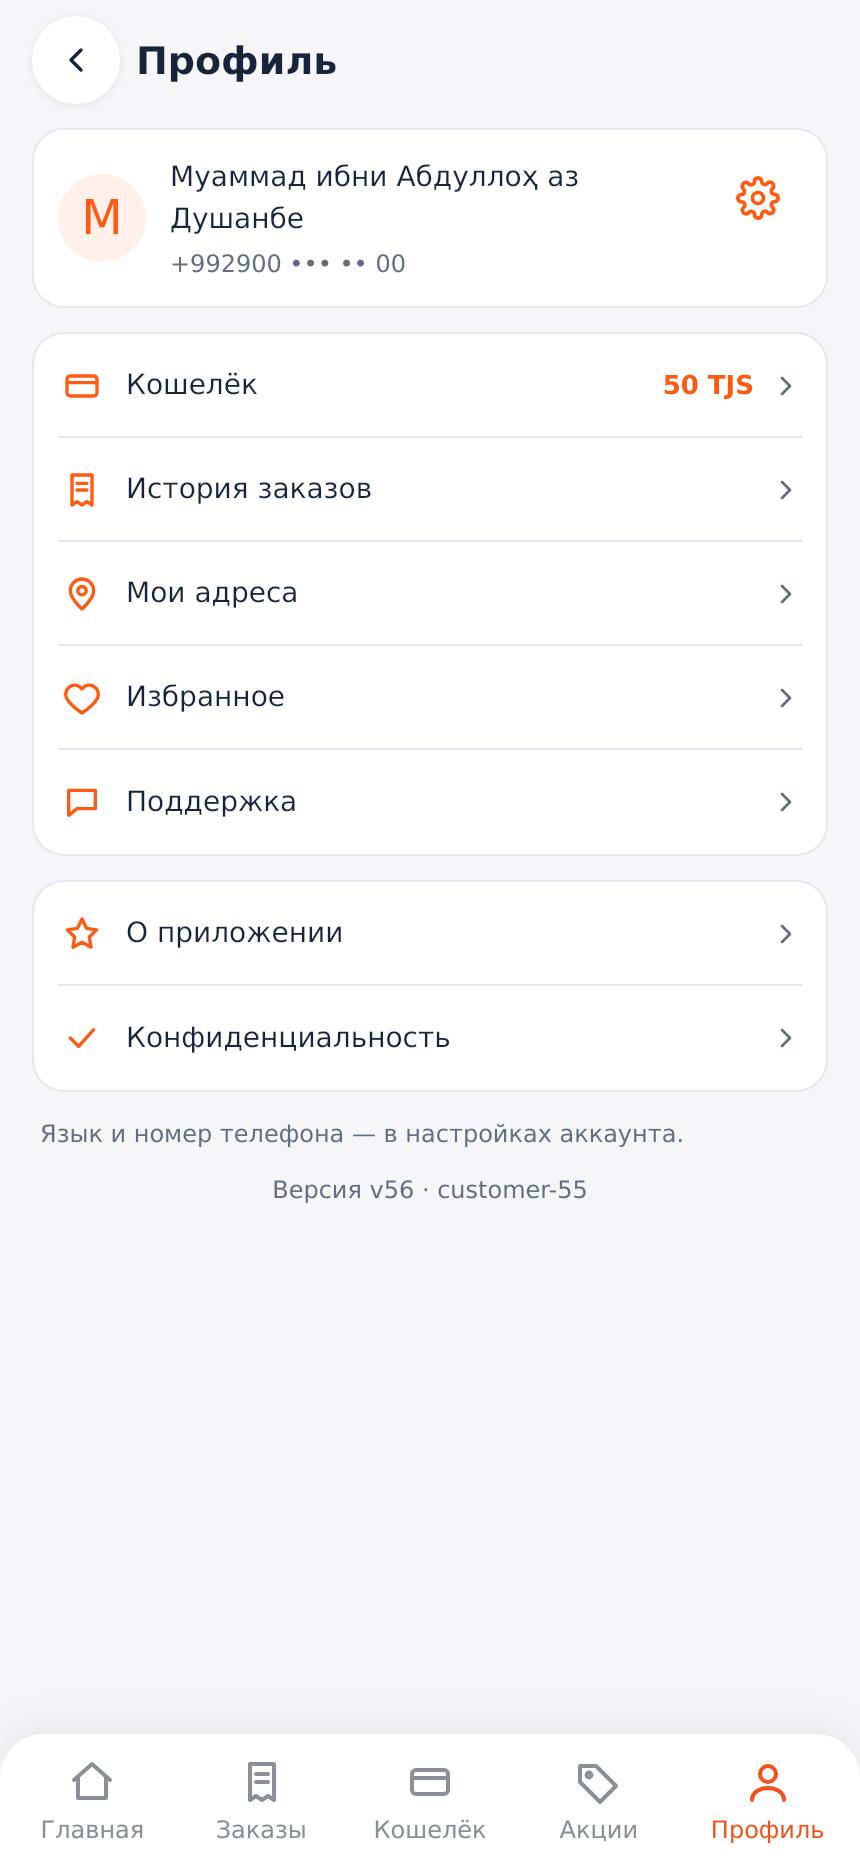 Профиль
М
Муаммад ибни Абдуллоҳ аз
Душанбе
+992900 ••• •• 00
Кошелёк
50 TJS
История заказов
Мои адреса
Избранное
Поддержка
О приложении
Конфиденциальность
Язык и номер телефона — в настройках аккаунта.
Версия v56 · customer-55
Главная
Заказы
Кошелёк
Акции
Профиль